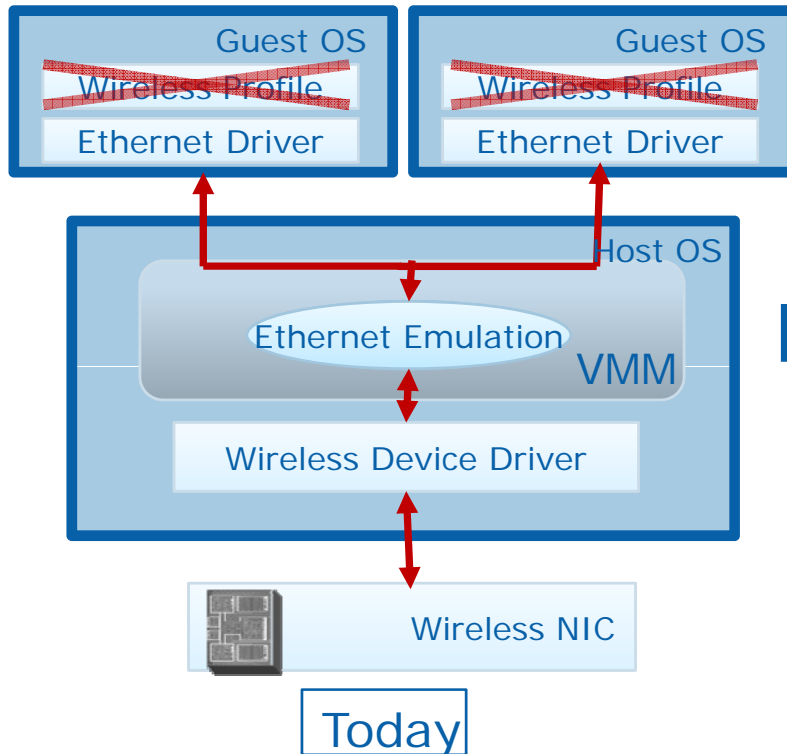 Guest OS
Wireless Profile
Ethernet Driver
Guest OS
Wireless Profile
Ethernet Driver
Host OS
Ethernet Emulation
VMM
Wireless Device Driver
Wireless NIC
Today